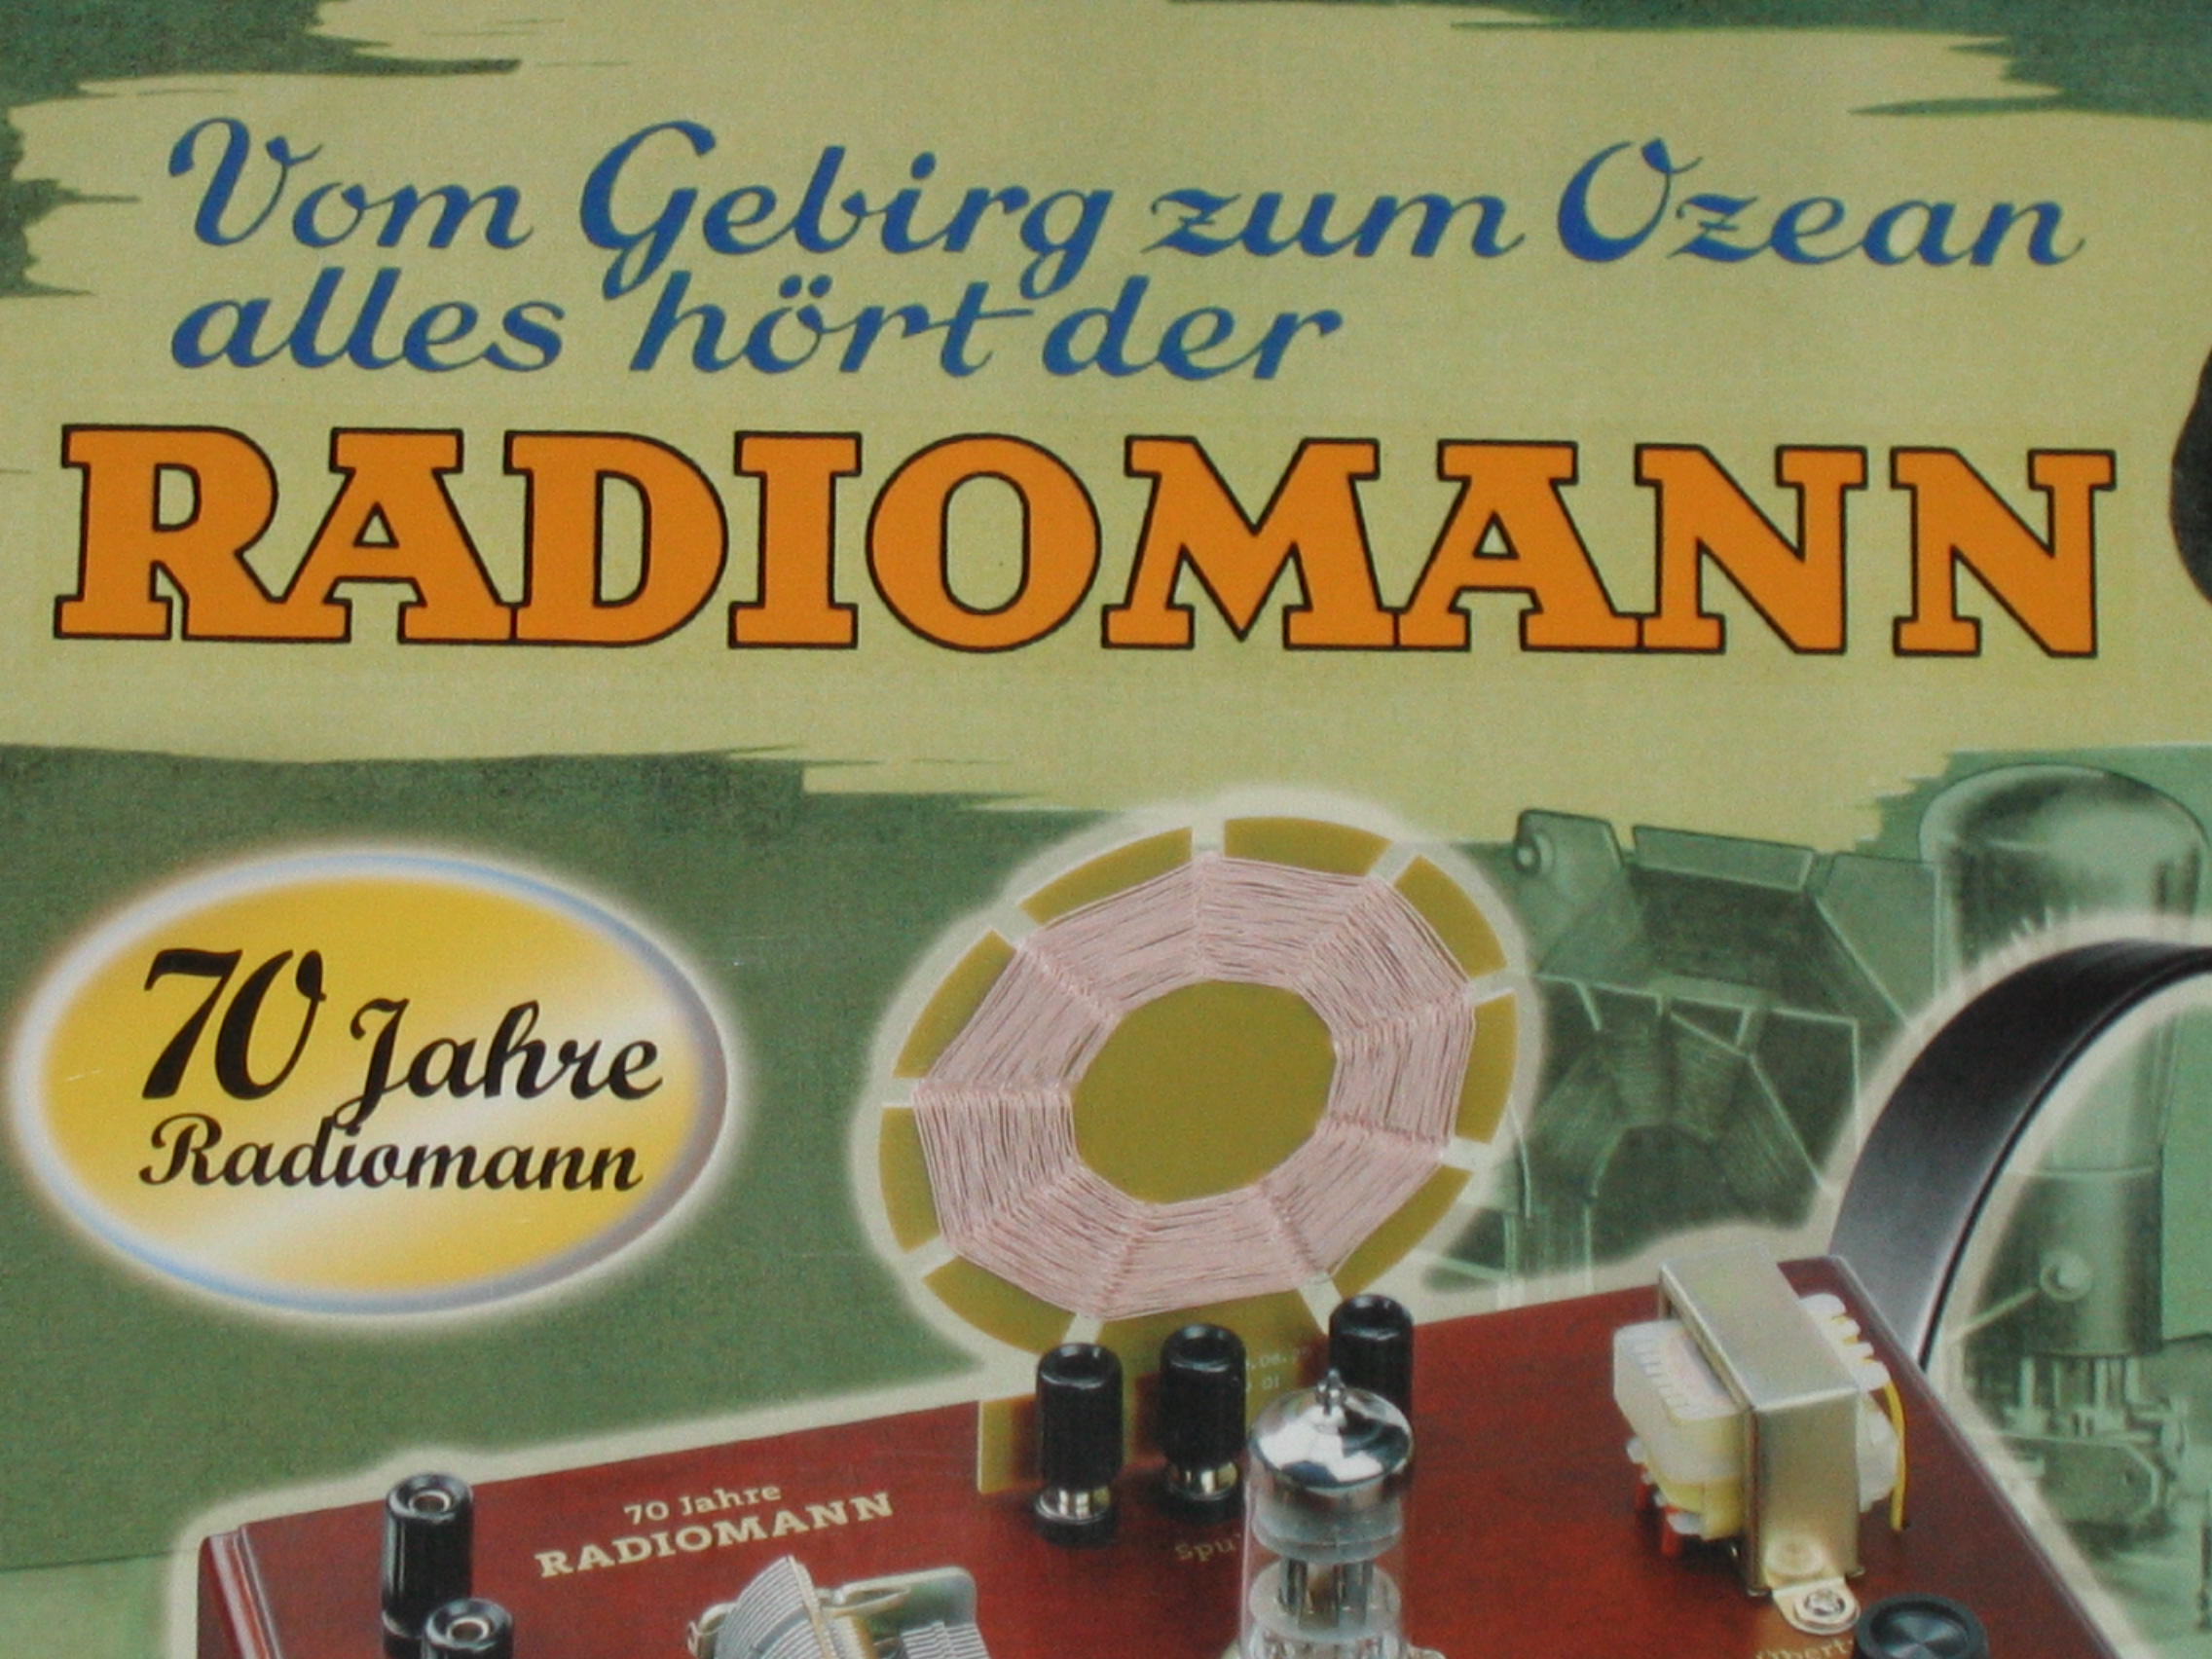 Vom Gebirg zum Ozean
alles hört der
RADIOMANN
70 Jahre
Radiomann
70 Jahre
RADIOMANN